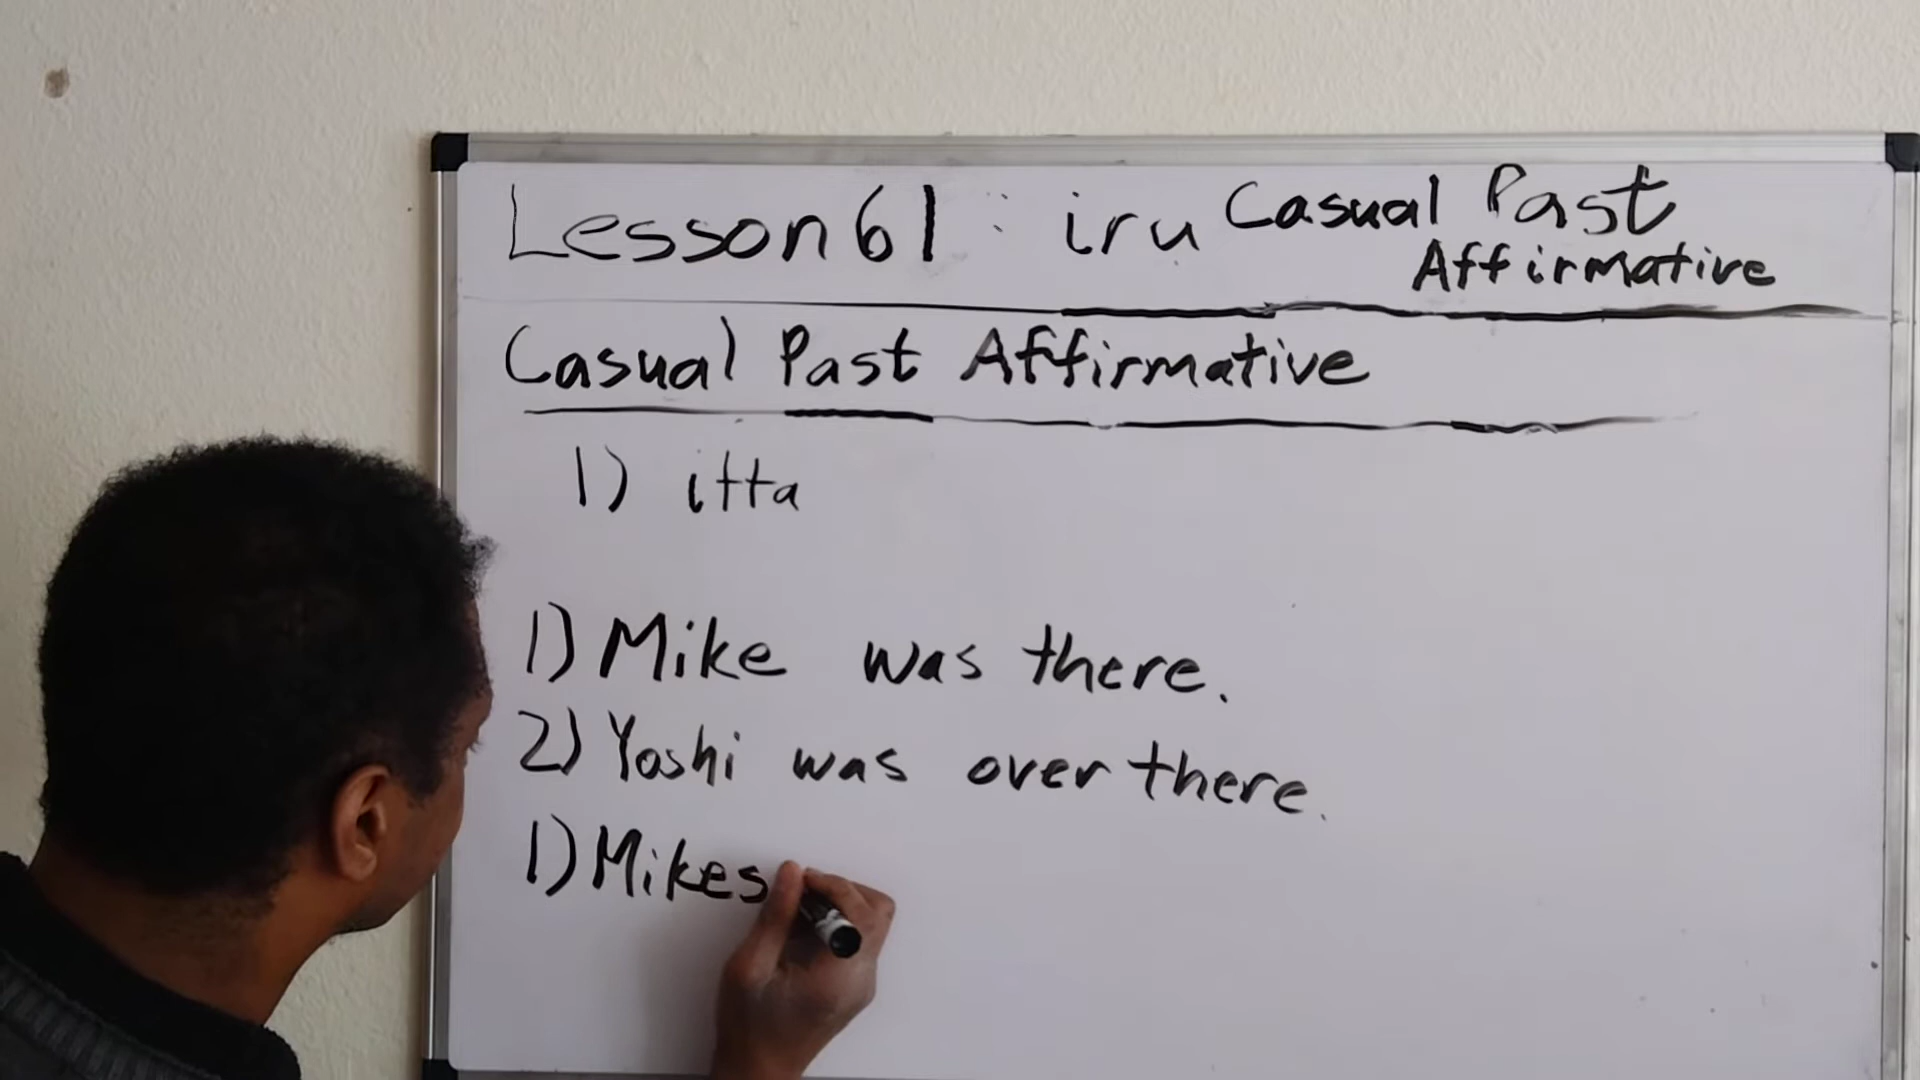 Lesson 61 : iru Casual Past
Affirmative
Casual Past Affirmative
1) itta
1) Mike was there.
2) Yoshi was over there.
1) Mikes